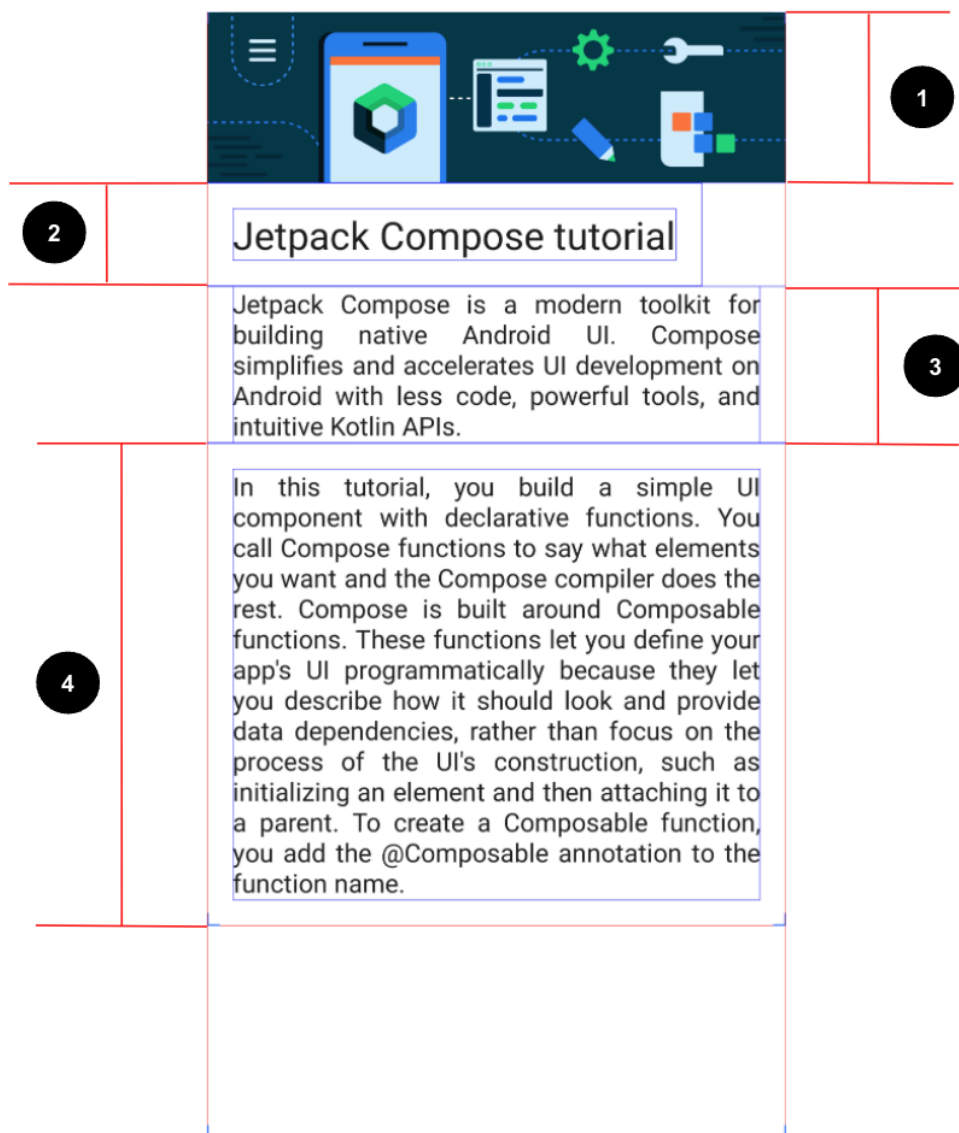 1
2
Jetpack Compose tutorial
Jetpack Compose is a modern toolkit for
building native Android UI. Compose
simplifies and accelerates UI development on
Android with less code, powerful tools, and
intuitive Kotlin APIs.
3
In this tutorial, you build a simple UI
component with declarative functions. You
call Compose functions to say what elements
you want and the Compose compiler does the
rest. Compose is built around Composable
functions. These functions let you define your
app's UI programmatically because they let
you describe how it should look and provide
data dependencies, rather than focus on the
process of the UI's construction, such as
initializing an element and then attaching it to
a parent. To create a Composable function,
you add the @Composable annotation to the
function name.
4